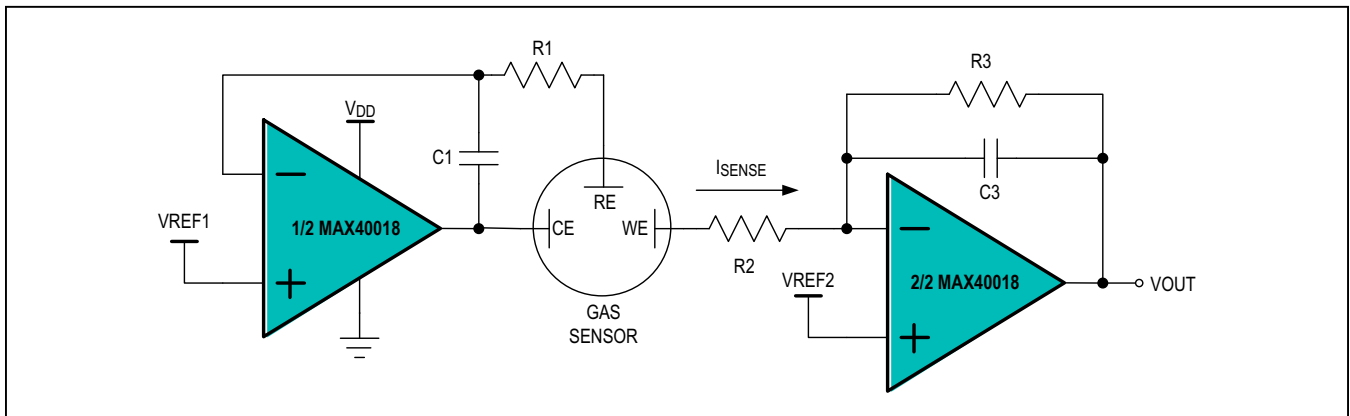 R1
R3
VDD
C1
C3
ISENSE
RE
VREF1
1/2 MAX40018
CE
WE
R2
VREF2
2/2 MAX40018
VOUT
GAS
SENSOR